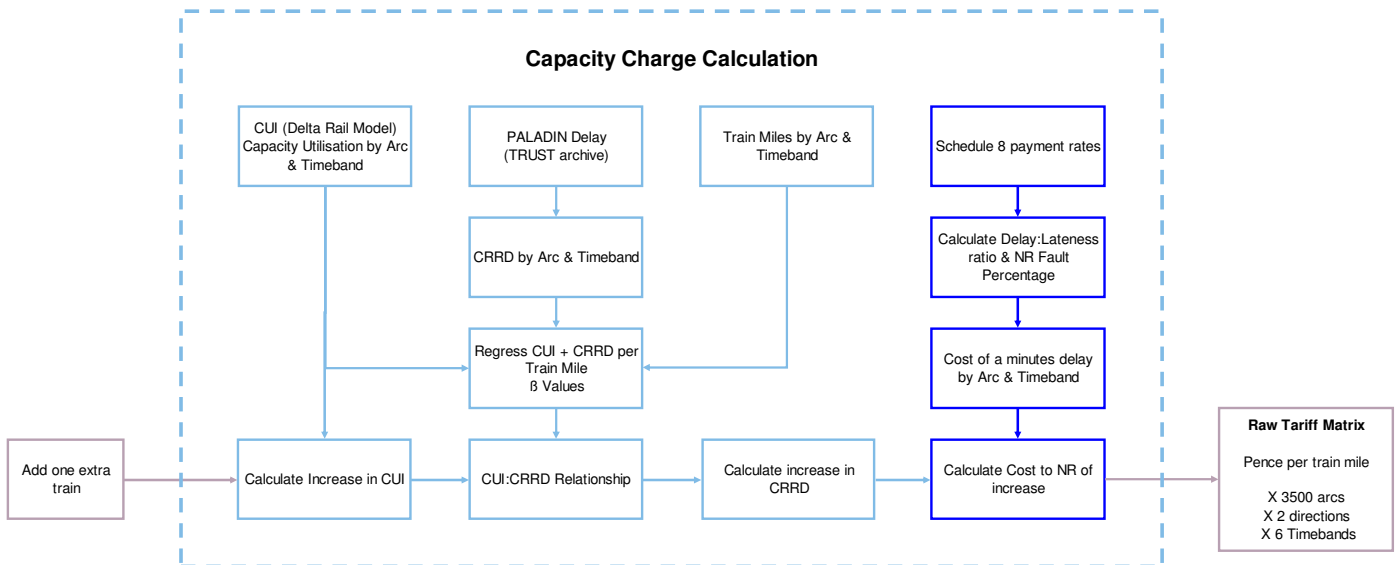 Capacity Charge Calculation
CUI (Delta Rail Model)
Capacity Utilisation by Arc
& Timeband
PALADIN Delay
(TRUST archive)
Train Miles by Arc &
Timeband
Schedule 8 payment rates
CRRD by Arc & Timeband
Calculate Delay:Lateness
ratio & NR Fault
Percentage
Regress CUI + CRRD per
Train Mile
ß Values
Cost of a minutes delay
by Arc & Timeband
Add one extra
train
Calculate Increase in CUI
CUI:CRRD Relationship
Calculate increase in
CRRD
Calculate Cost to NR of
increase
Raw Tariff Matrix
Pence per train mile
X 3500 arcs
X 2 directions
X 6 Timebands